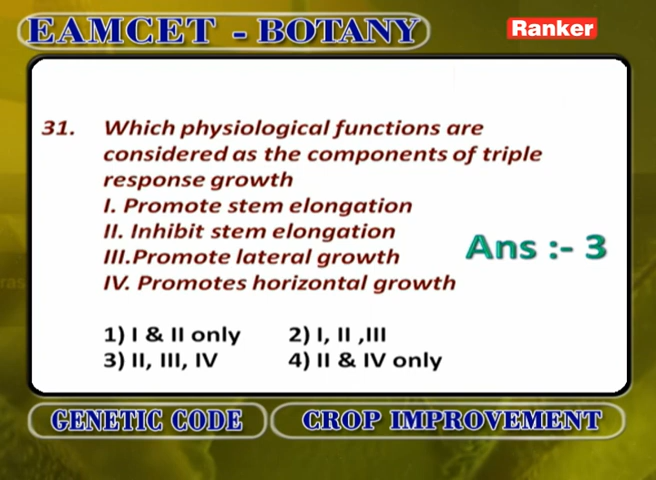 EAMCET - BOTANY
Ranker
31. Which physiological functions are
considered as the components of triple
response growth
I. Promote stem elongation
II. Inhibit stem elongation
III.Promote lateral growth
IV. Promotes horizontal growth
Ans :- 3
1) I & II only 2) I, II ,III
3) II, III, IV 4) II & IV only
GENETIC CODE
CROP IMPROVEMENT